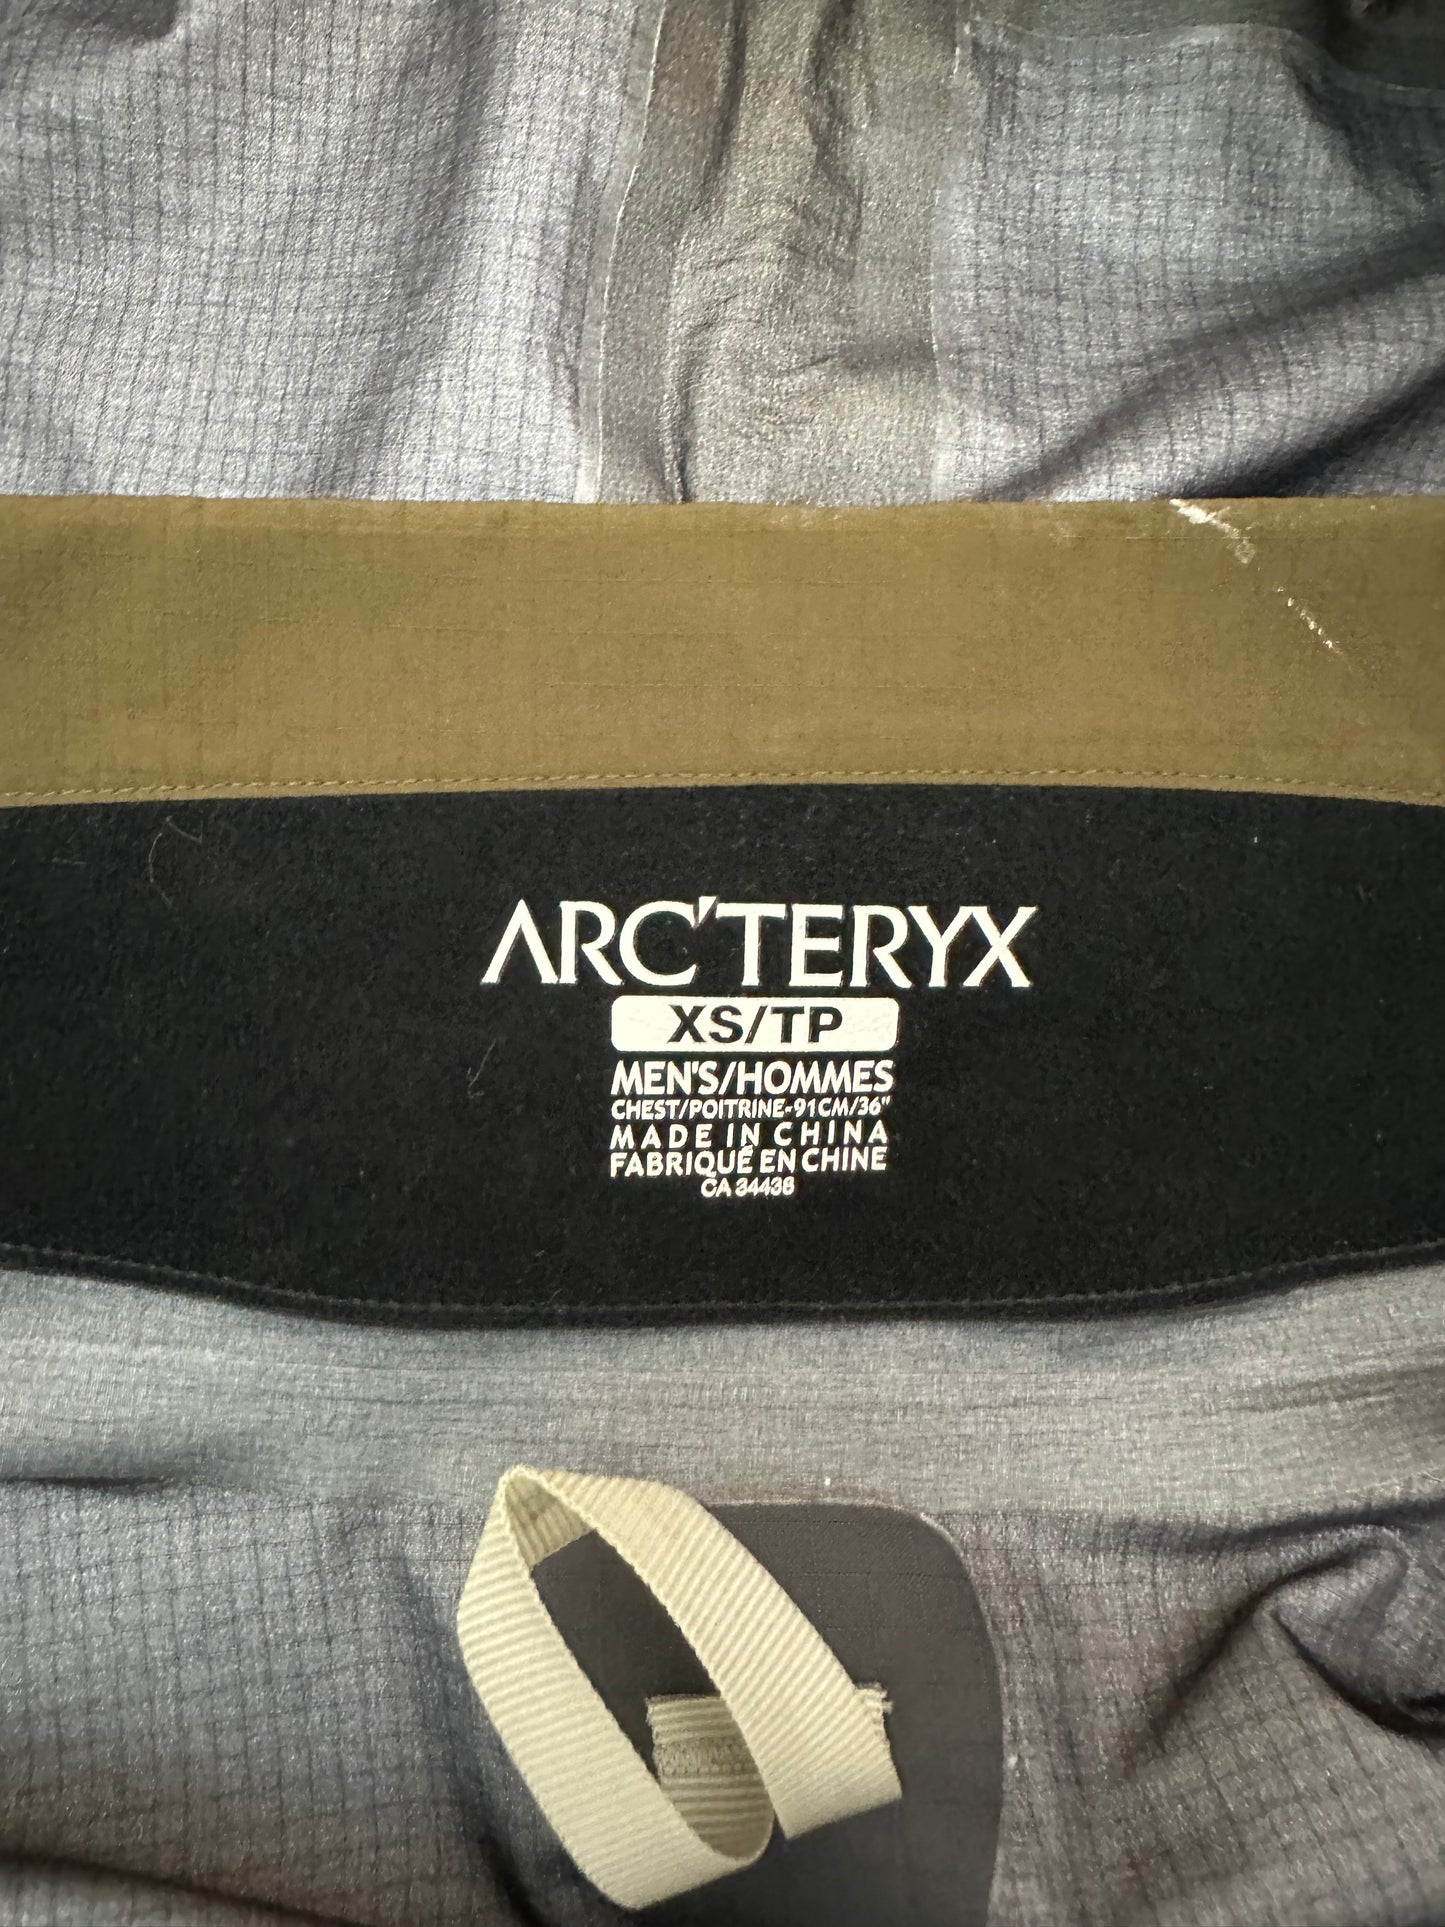 ARC'TERYX
XS/TP
MEN'S/HOMMES
CHEST/POITRINE-91CM/36"
MADE IN CHINA
FABRIQUÉ EN CHINE
CA 34438